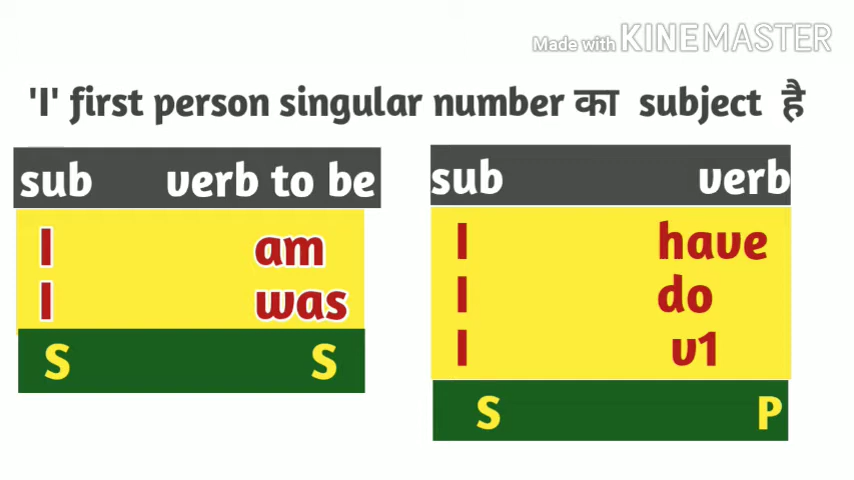 Made with KINEMASTER
'I' first person singular number का subject है
sub verb to be
I am
I was
S S
sub verb
I have
I do
I v1
S P